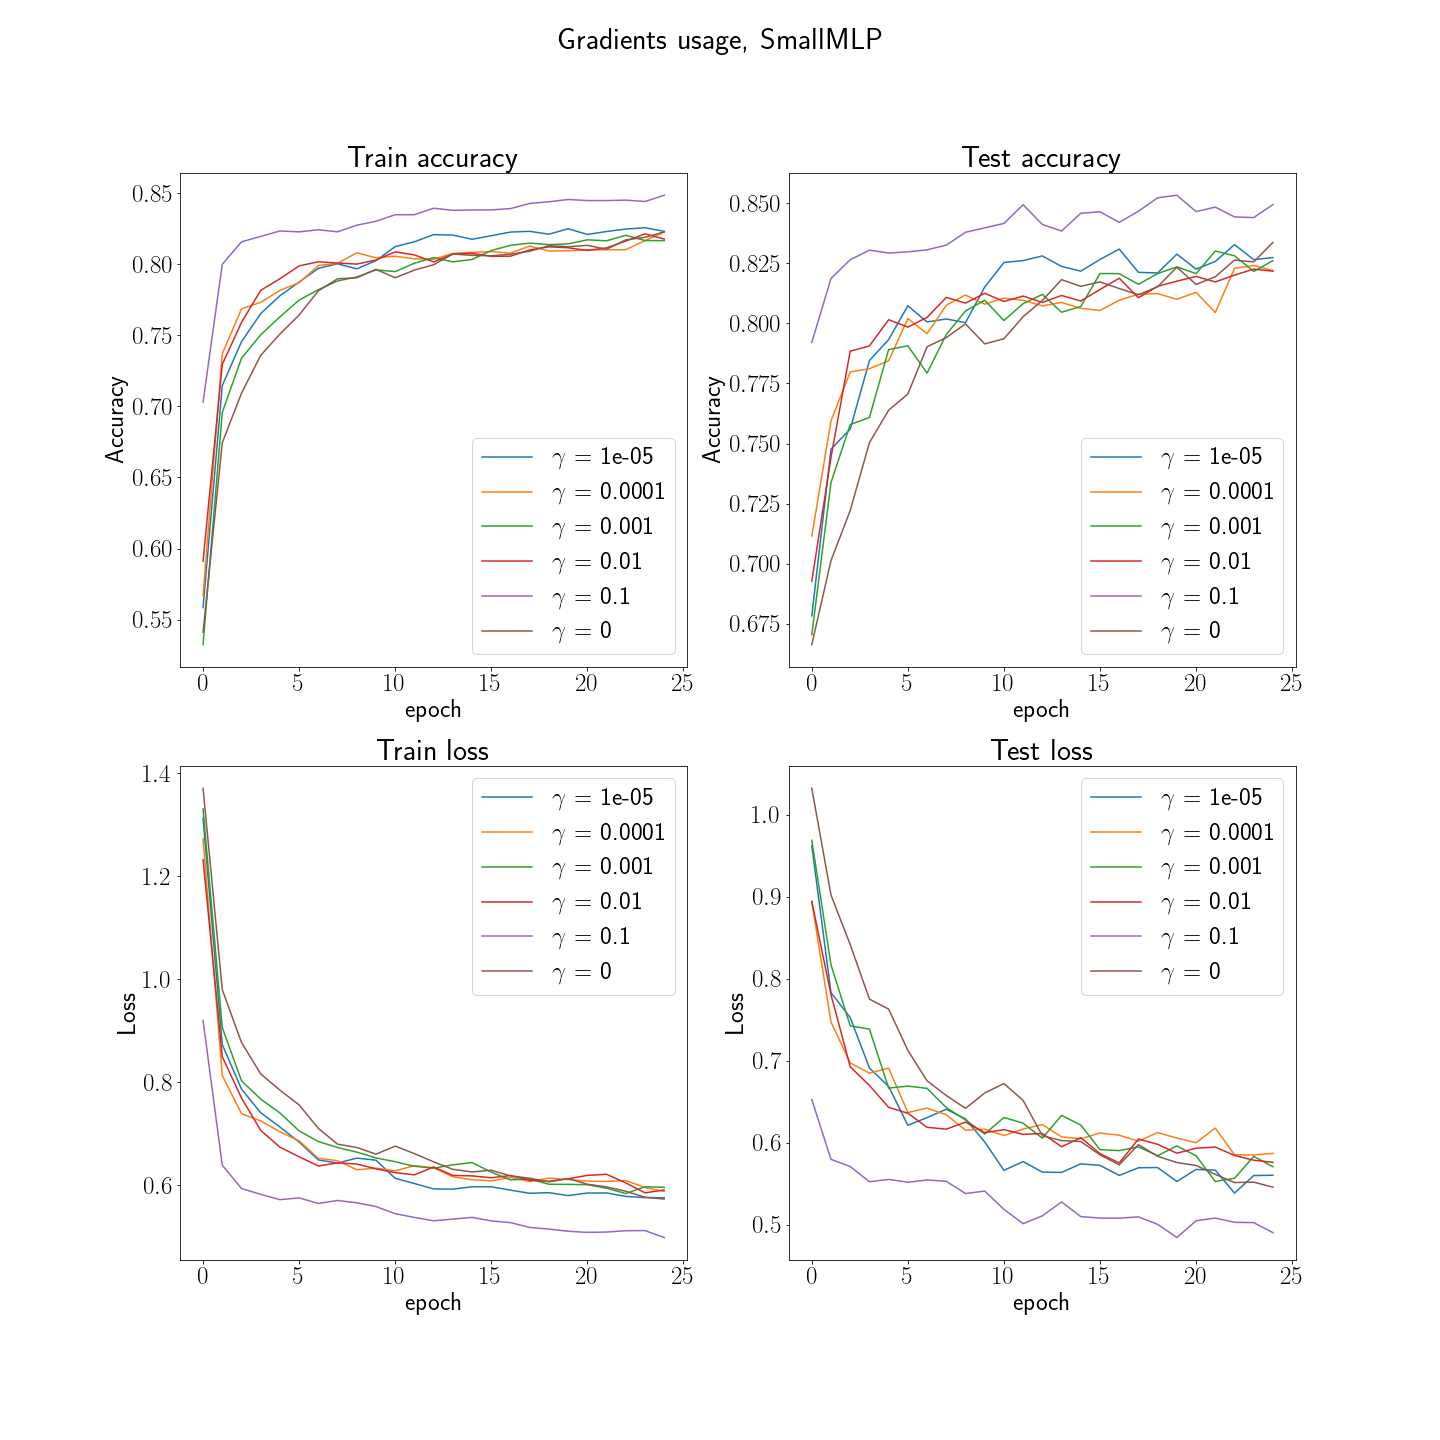 Gradients usage, SmallMLP
Train accuracy
Accuracy
0.85
0.80
0.75
0.70
0.65
0.60
0.55
γ = 1e-05
γ = 0.0001
γ = 0.001
γ = 0.01
γ = 0.1
γ = 0
0 5 10 15 20 25
epoch
Test accuracy
Accuracy
0.850
0.825
0.800
0.775
0.750
0.725
0.700
0.675
γ = 1e-05
γ = 0.0001
γ = 0.001
γ = 0.01
γ = 0.1
γ = 0
0 5 10 15 20 25
epoch
Train loss
Loss
1.4
1.2
1.0
0.8
0.6
γ = 1e-05
γ = 0.0001
γ = 0.001
γ = 0.01
γ = 0.1
γ = 0
0 5 10 15 20 25
epoch
Test loss
Loss
1.0
0.9
0.8
0.7
0.6
0.5
γ = 1e-05
γ = 0.0001
γ = 0.001
γ = 0.01
γ = 0.1
γ = 0
0 5 10 15 20 25
epoch